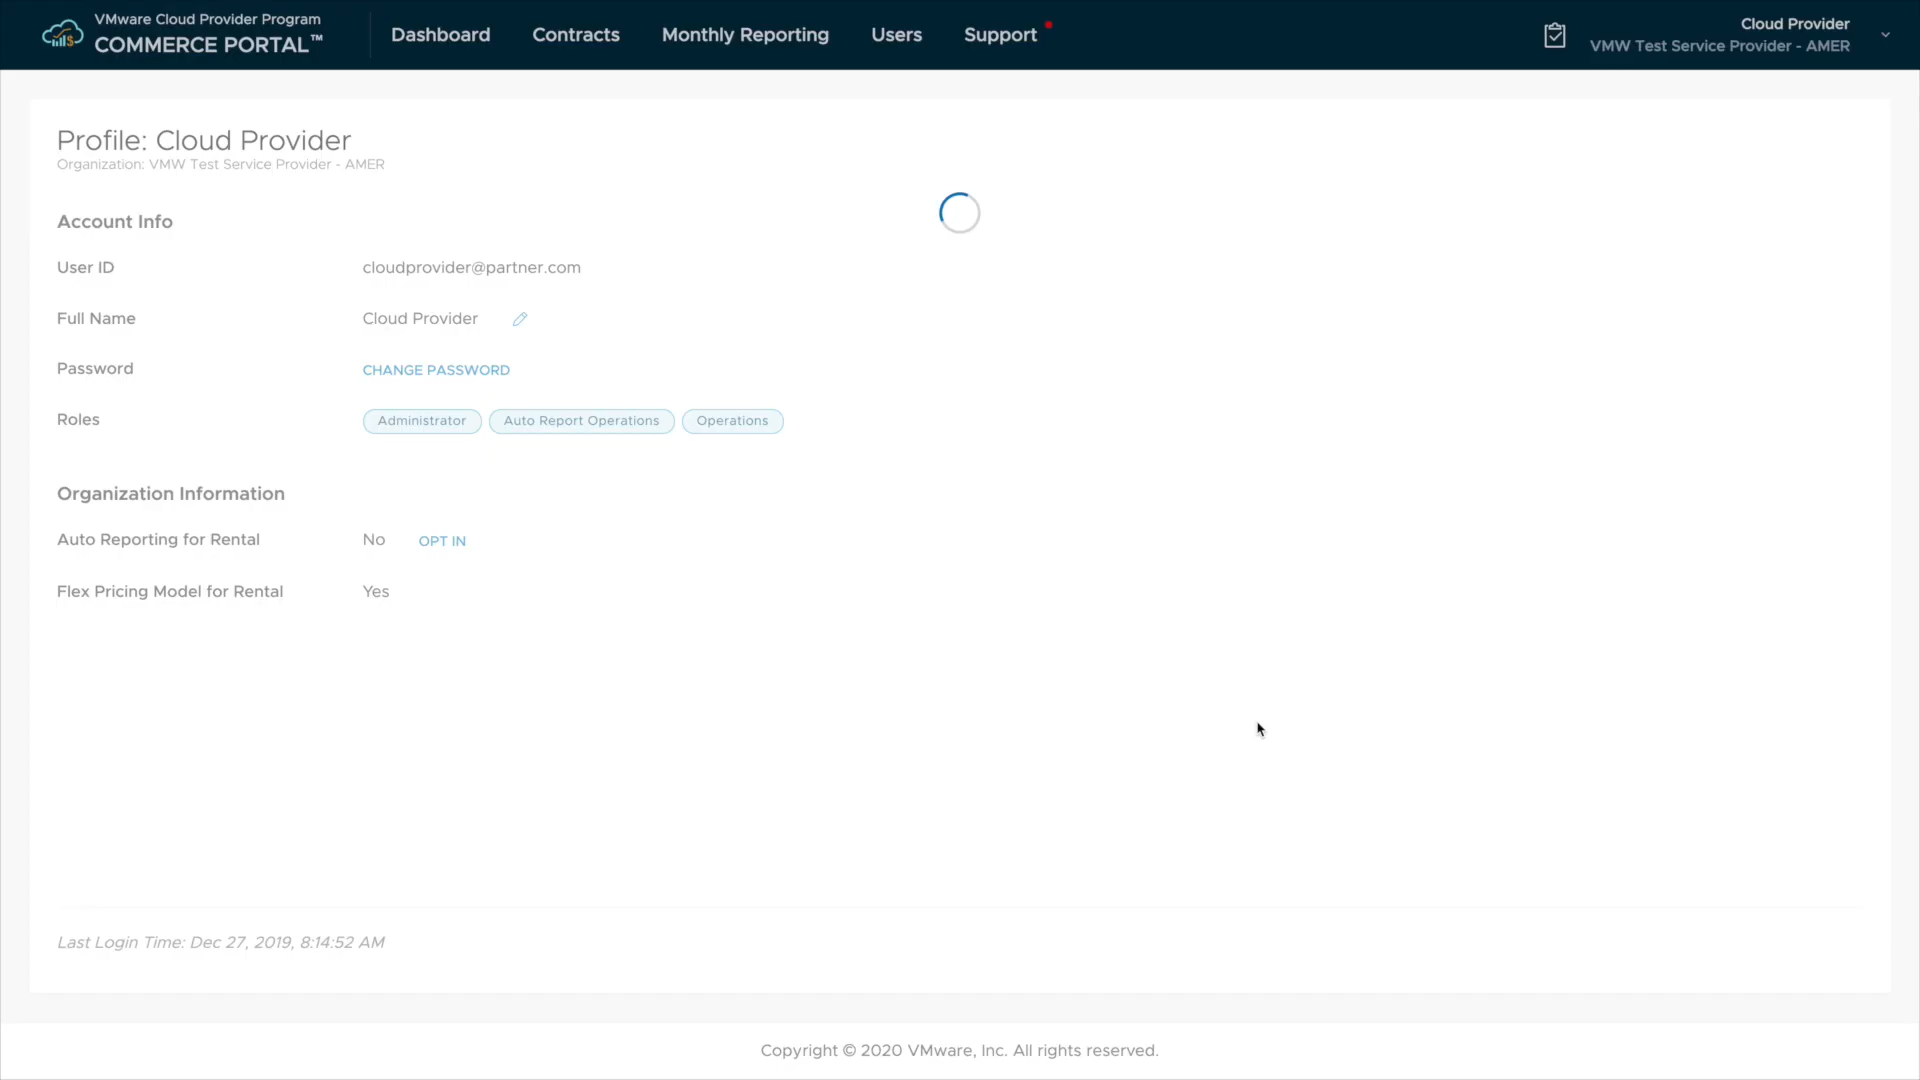 VMware Cloud Provider Program
COMMERCE PORTAL™
Dashboard
Contracts
Monthly Reporting
Users
Support
Cloud Provider
VMW Test Service Provider - AMER
Profile: Cloud Provider
Organization: VMW Test Service Provider - AMER
Account Info
User ID
cloudprovider@partner.com
Full Name
Cloud Provider
Password
CHANGE PASSWORD
Roles
Administrator
Auto Report Operations
Operations
Organization Information
Auto Reporting for Rental
No
OPT IN
Flex Pricing Model for Rental
Yes
Last Login Time: Dec 27, 2019, 8:14:52 AM
Copyright © 2020 VMware, Inc. All rights reserved.